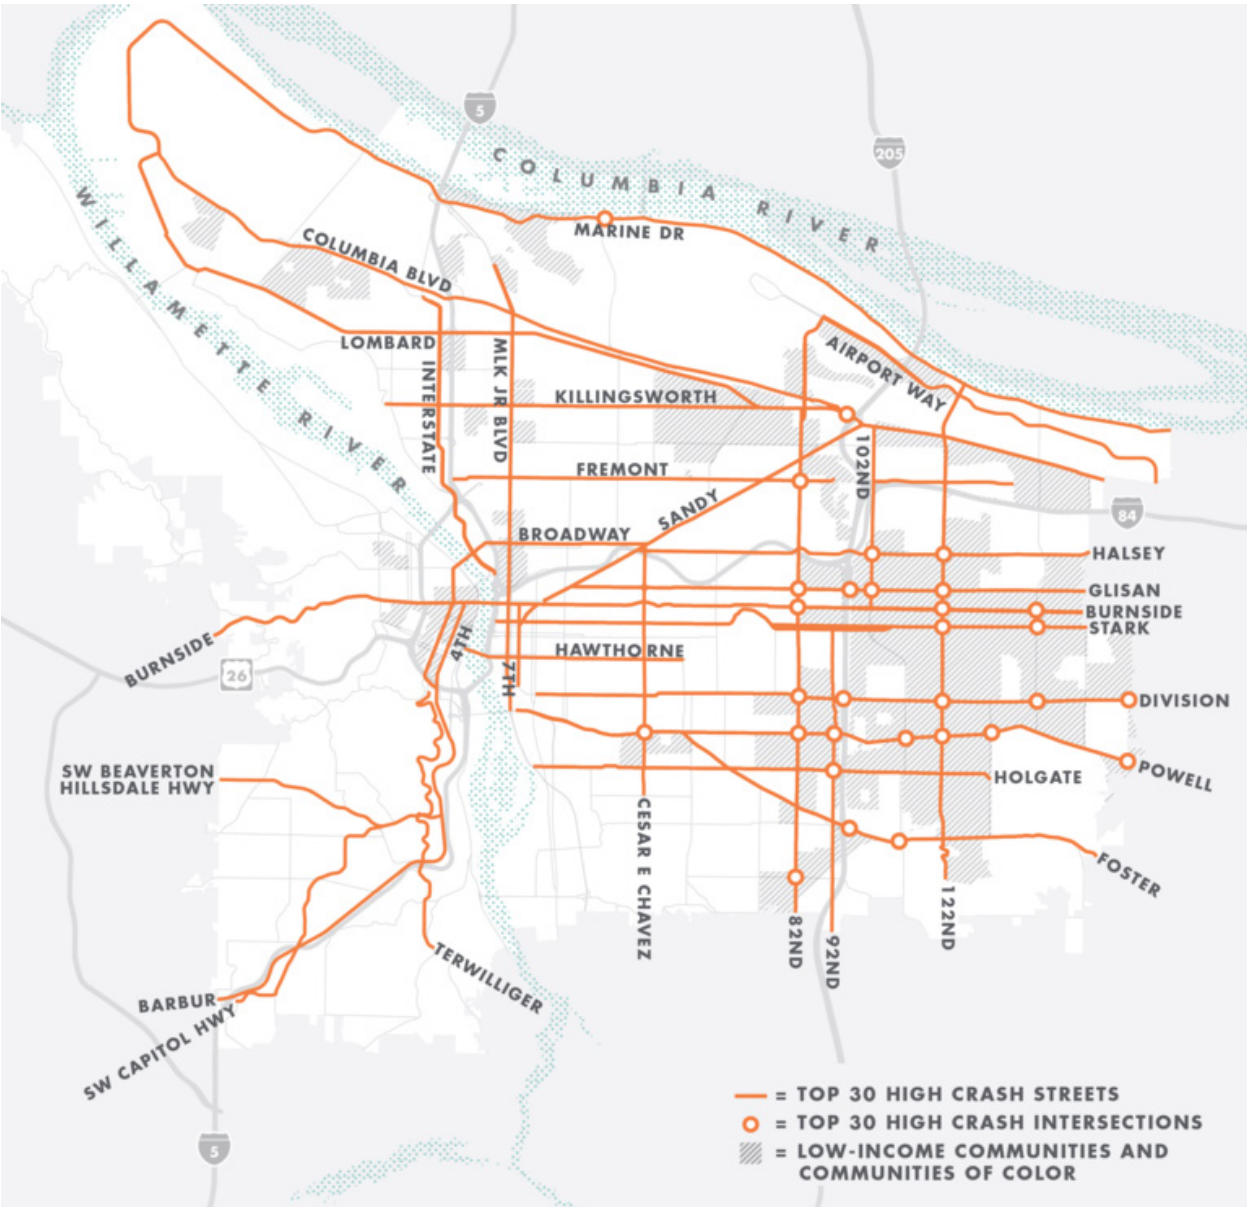 5
205
COLUMBIA RIVER
WILLAMETTE RIVER
MARINE DR
COLUMBIA BLVD
LOMBARD
INTERSTATE
MLK JR BLVD
AIRPORT WAY
KILLINGSWORTH
102ND
FREMONT
SANDY
84
BROADWAY
HALSEY
GLISAN
BURNSIDE
STARK
BURNSIDE
26
4TH
7TH
HAWTHORNE
DIVISION
POWELL
SW BEAVERTON
HILLSDALE HWY
HOLGATE
CESAR E CHAVEZ
FOSTER
82ND
92ND
122ND
TERWILLIGER
BARBUR
SW CAPITOL HWY
5
= TOP 30 HIGH CRASH STREETS
= TOP 30 HIGH CRASH INTERSECTIONS
= LOW-INCOME COMMUNITIES AND
COMMUNITIES OF COLOR